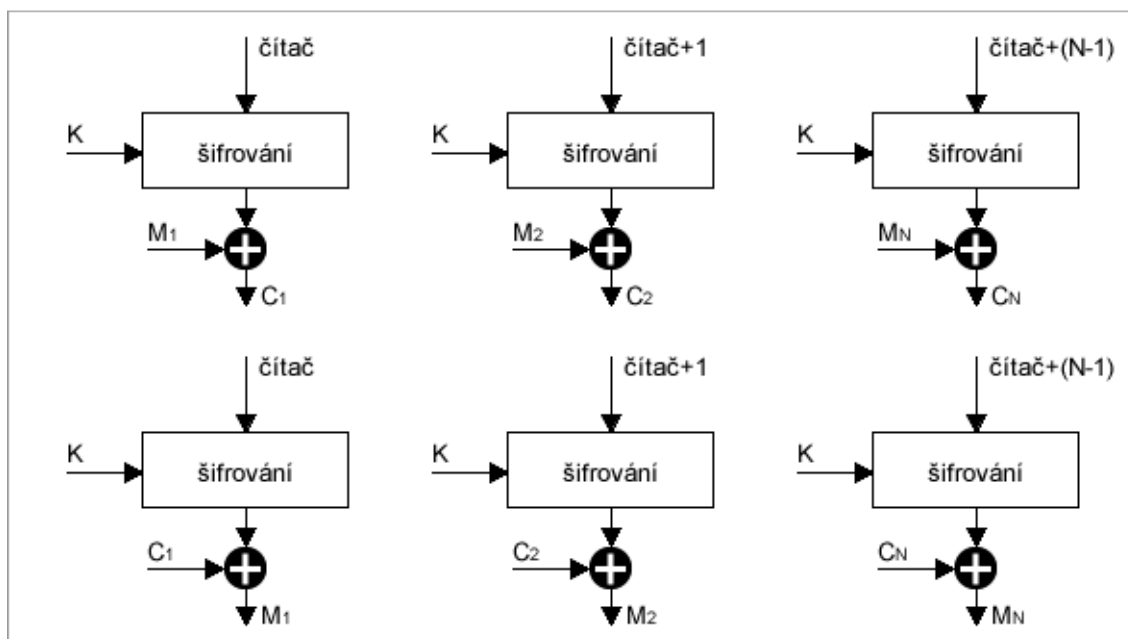 čítač čítač+1 čítač+(N-1)
K K K
šifrování šifrování šifrování
M1 M2 MN
C1 C2 CN
čítač čítač+1 čítač+(N-1)
K K K
šifrování šifrování šifrování
C1 C2 CN
M1 M2 MN